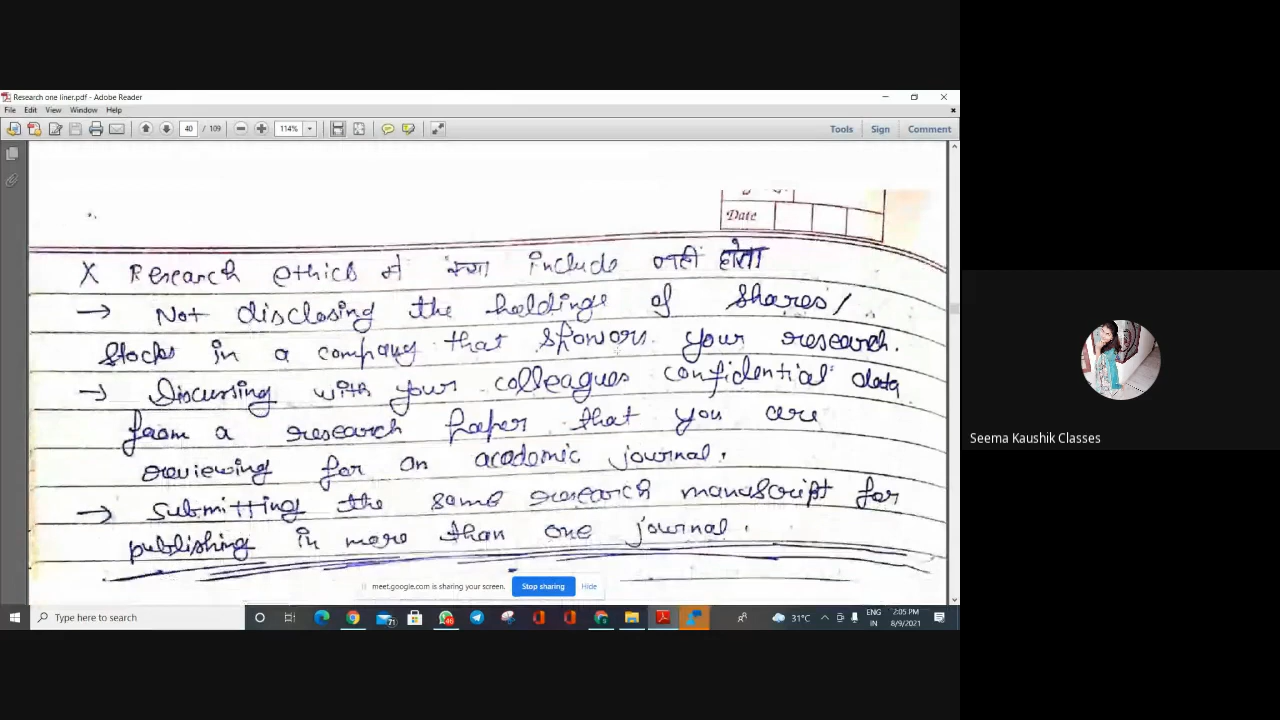 Research one liner.pdf - Adobe Reader
File Edit View Window Help
40 / 109 114% Tools Sign Comment
Date
X Research ethics में क्या include नहीं होता
→ Not disclosing the holdings of shares/
stocks in a company that sponsors your research.
→ Discussing with your colleagues confidential data
from a research paper that you are
reviewing for an academic journal.
→ Submitting the same research manuscript for
publishing in more than one journal.
meet.google.com is sharing your screen. Stop sharing Hide
Type here to search
71
31°C
ENG
IN
2:05 PM
8/9/2021
Seema Kaushik Classes